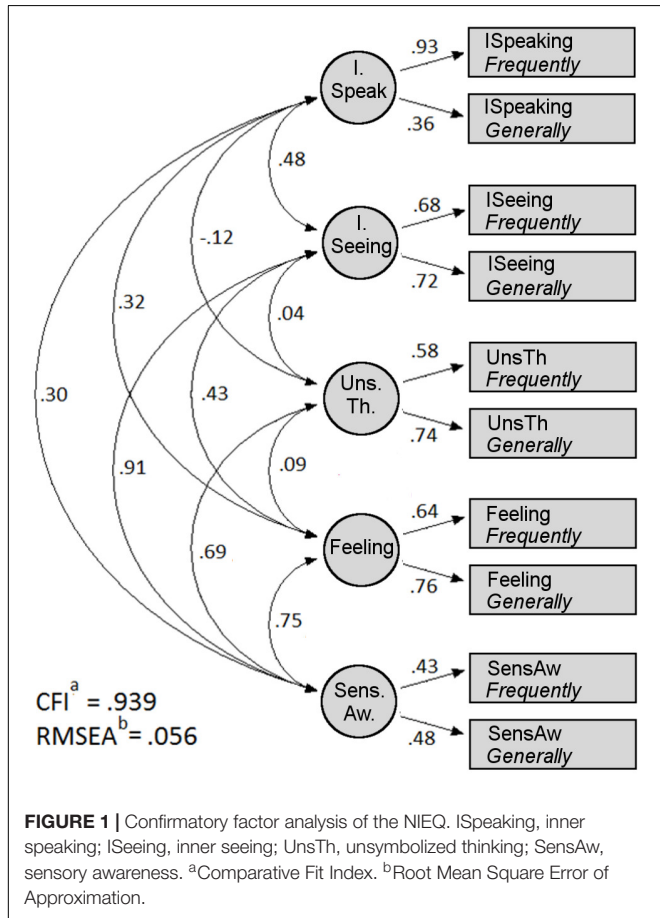 I.
Speak
.93
ISpeaking
Frequently
.36
ISpeaking
Generally
.48
I.
Seeing
.68
ISeeing
Frequently
.72
ISeeing
Generally
-.12
.32
.04
Uns.
Th.
.58
UnsTh
Frequently
.74
UnsTh
Generally
.30
.43
.91
.09
Feeling
.64
Feeling
Frequently
.76
Feeling
Generally
.69
.75
Sens.
Aw.
.43
SensAw
Frequently
.48
SensAw
Generally
CFIᵃ = .939
RMSEAᵇ= .056
FIGURE 1 | Confirmatory factor analysis of the NIEQ. ISpeaking, inner
speaking; ISeeing, inner seeing; UnsTh, unsymbolized thinking; SensAw,
sensory awareness. ᵃComparative Fit Index. ᵇRoot Mean Square Error of
Approximation.